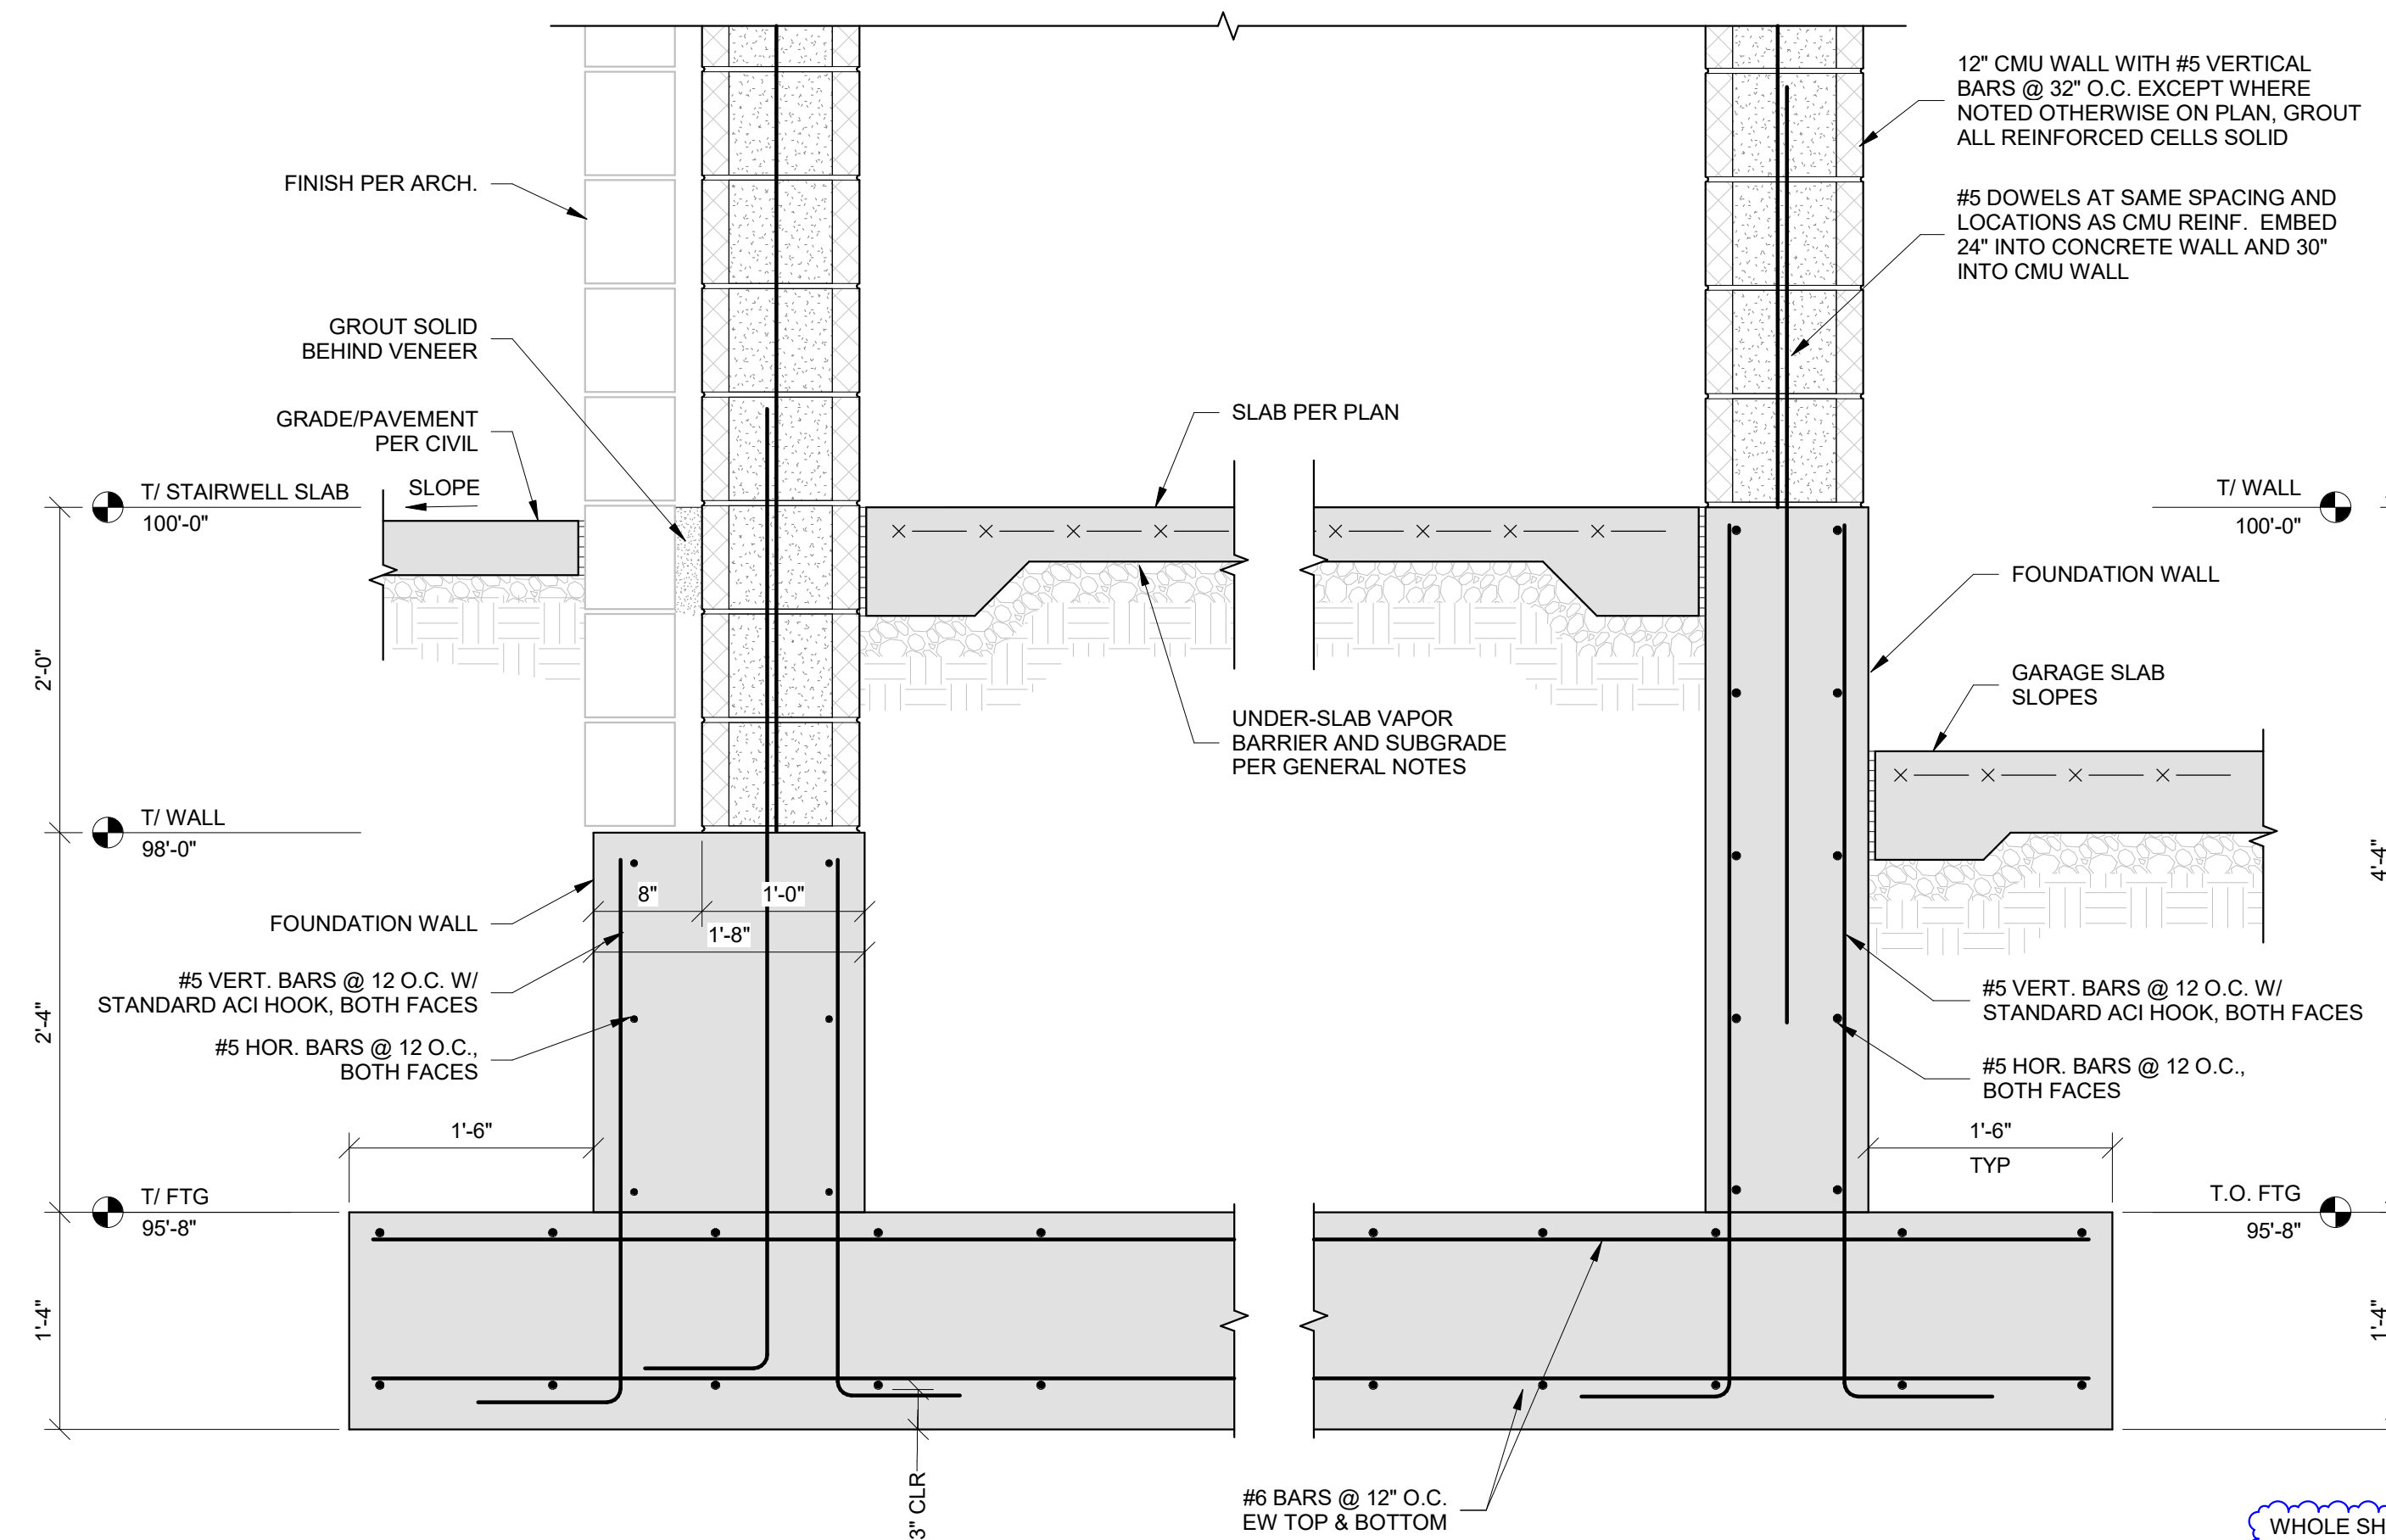 12" CMU WALL WITH #5 VERTICAL
BARS @ 32" O.C. EXCEPT WHERE
NOTED OTHERWISE ON PLAN, GROUT
ALL REINFORCED CELLS SOLID
FINISH PER ARCH.
#5 DOWELS AT SAME SPACING AND
LOCATIONS AS CMU REINF. EMBED
24" INTO CONCRETE WALL AND 30"
INTO CMU WALL
GROUT SOLID
BEHIND VENEER
GRADE/PAVEMENT
PER CIVIL
SLAB PER PLAN
T/ STAIRWELL SLAB
100'-0"
SLOPE
T/ WALL
100'-0"
FOUNDATION WALL
GARAGE SLAB
SLOPES
2'-0"
UNDER-SLAB VAPOR
BARRIER AND SUBGRADE
PER GENERAL NOTES
T/ WALL
98'-0"
4'-4"
8"
1'-0"
1'-8"
FOUNDATION WALL
#5 VERT. BARS @ 12 O.C. W/
STANDARD ACI HOOK, BOTH FACES
#5 VERT. BARS @ 12 O.C. W/
STANDARD ACI HOOK, BOTH FACES
2'-4"
#5 HOR. BARS @ 12 O.C.,
BOTH FACES
#5 HOR. BARS @ 12 O.C.,
BOTH FACES
1'-6"
1'-6"
TYP
T/ FTG
95'-8"
T.O. FTG
95'-8"
1'-4"
1'-4"
3" CLR
#6 BARS @ 12" O.C.
EW TOP & BOTTOM
WHOLE SH